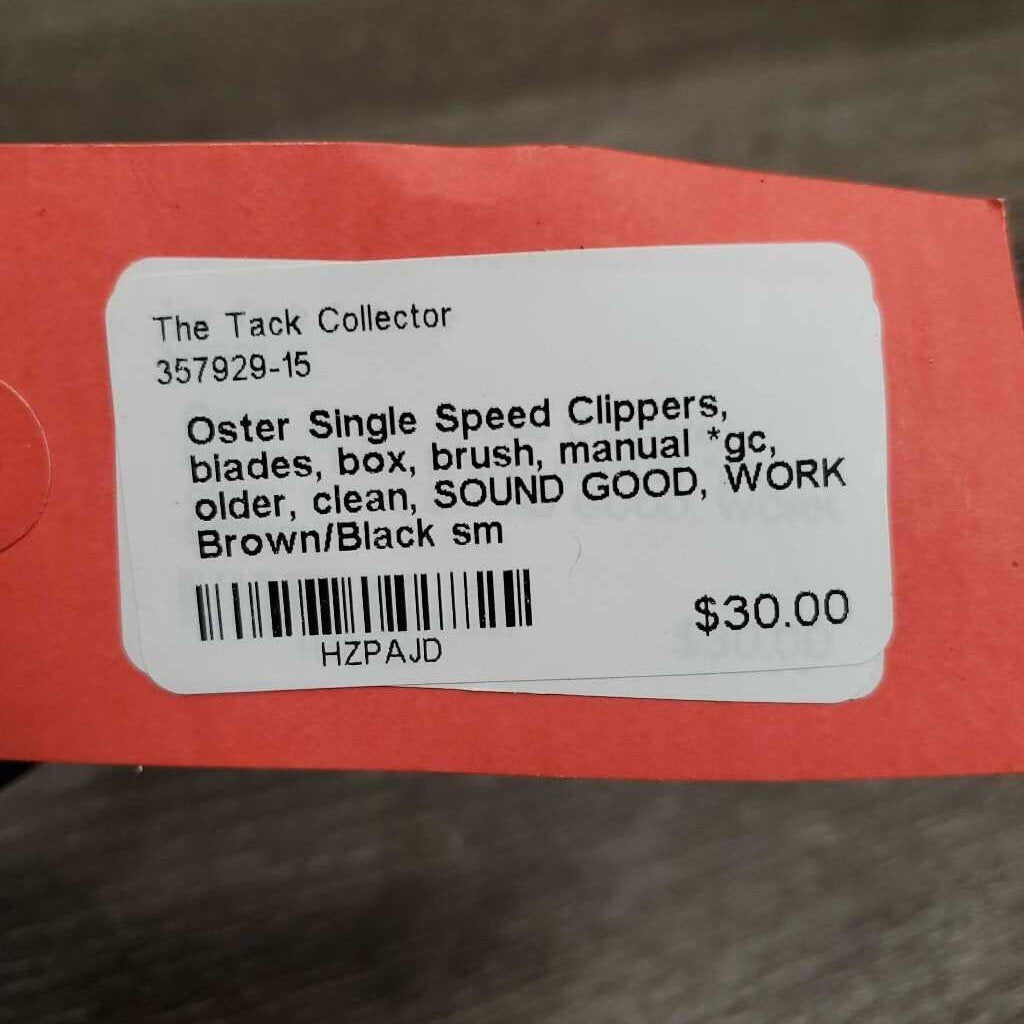 The Tack Collector
357929-15
Oster Single Speed Clippers,
blades, box, brush, manual *gc,
older, clean, SOUND GOOD, WORK
Brown/Black sm
HZPAJD
$30.00